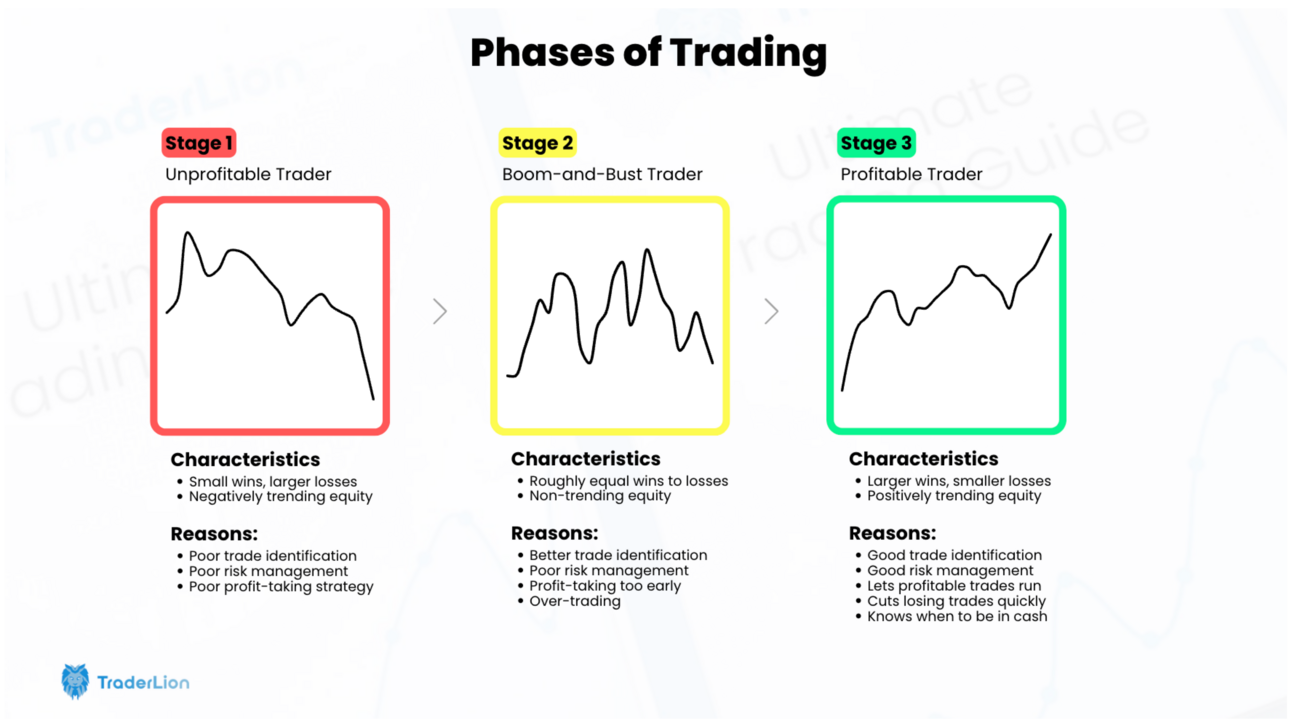 Phases of Trading
Stage 1
Unprofitable Trader
Characteristics
• Small wins, larger losses
• Negatively trending equity
Reasons:
• Poor trade identification
• Poor risk management
• Poor profit-taking strategy
Stage 2
Boom-and-Bust Trader
Characteristics
• Roughly equal wins to losses
• Non-trending equity
Reasons:
• Better trade identification
• Poor risk management
• Profit-taking too early
• Over-trading
Stage 3
Profitable Trader
Characteristics
• Larger wins, smaller losses
• Positively trending equity
Reasons:
• Good trade identification
• Good risk management
• Lets profitable trades run
• Cuts losing trades quickly
• Knows when to be in cash
TraderLion
TraderLion
Ultimate
Guide